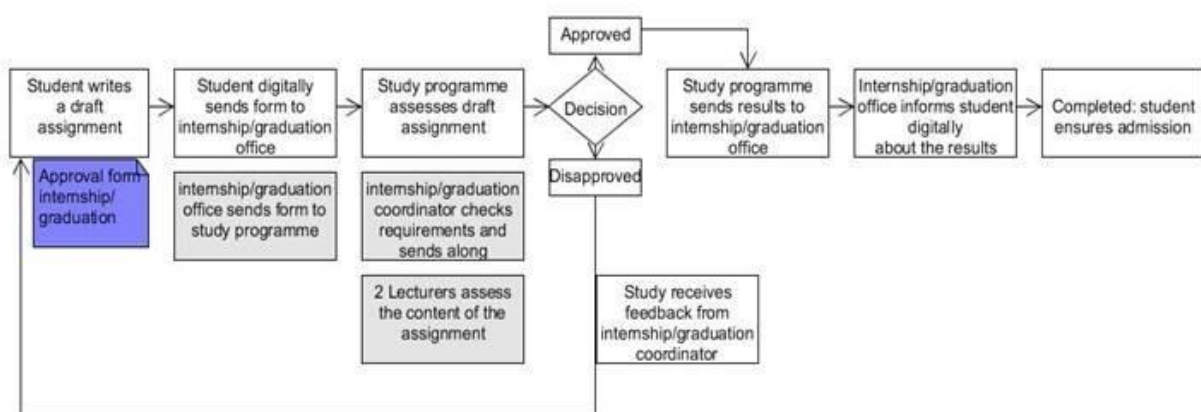 Approved
Student writes
a draft
assignment
Student digitally
sends form to
internship/graduation
office
Study programme
assesses draft
assignment
Decision
Study programme
sends results to
internship/graduation
office
Internship/graduation
office informs student
digitally
about the results
Completed: student
ensures admission
Disapproved
Approval form
internship/
graduation
internship/graduation
office sends form to
study programme
internship/graduation
coordinator checks
requirements and
sends along
2 Lecturers assess
the content of the
assignment
Study receives
feedback from
internship/graduation
coordinator